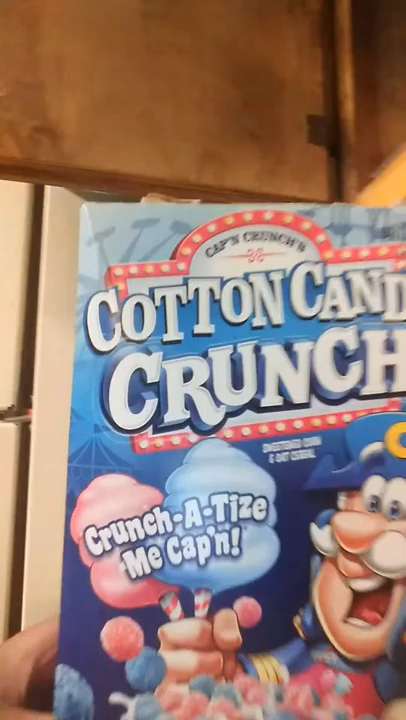 CAP'N CRUNCH'S
COTTON CAND
CRUNCH
SWEETENED CORN
& OAT CEREAL
Crunch-A-Tize
Me Cap'n!